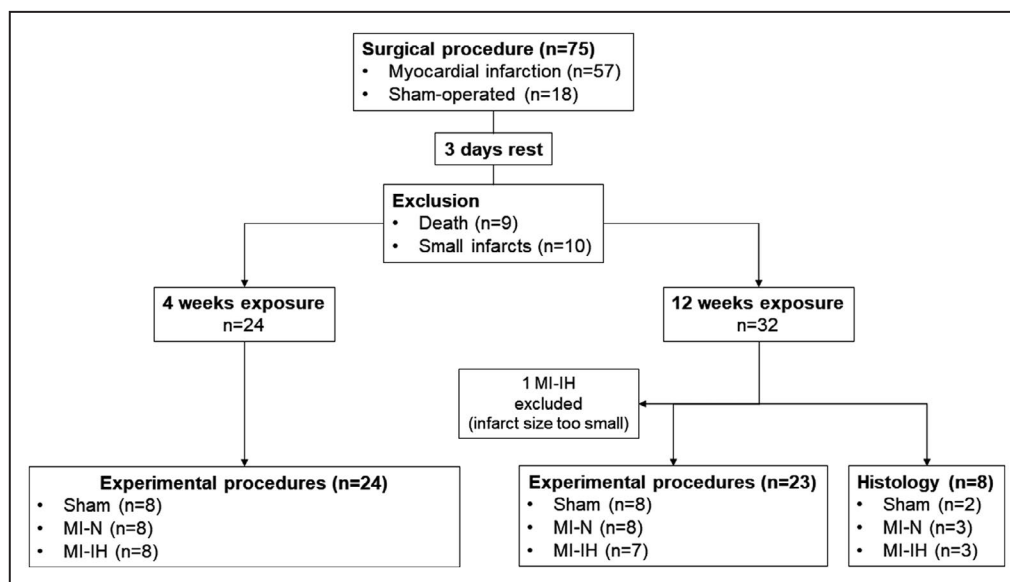 Surgical procedure (n=75)
• Myocardial infarction (n=57)
• Sham-operated (n=18)
3 days rest
Exclusion
• Death (n=9)
• Small infarcts (n=10)
4 weeks exposure
n=24
12 weeks exposure
n=32
1 MI-IH
excluded
(infarct size too small)
Experimental procedures (n=24)
• Sham (n=8)
• MI-N (n=8)
• MI-IH (n=8)
Experimental procedures (n=23)
• Sham (n=8)
• MI-N (n=8)
• MI-IH (n=7)
Histology (n=8)
• Sham (n=2)
• MI-N (n=3)
• MI-IH (n=3)